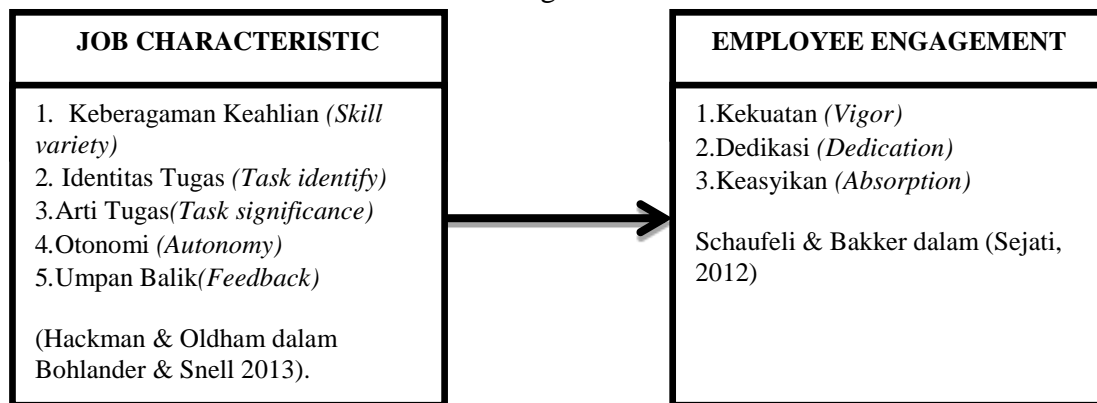 JOB CHARACTERISTIC
1. Keberagaman Keahlian (Skill
variety)
2. Identitas Tugas (Task identify)
3.Arti Tugas(Task significance)
4.Otonomi (Autonomy)
5.Umpan Balik(Feedback)
(Hackman & Oldham dalam
Bohlander & Snell 2013).
EMPLOYEE ENGAGEMENT
1.Kekuatan (Vigor)
2.Dedikasi (Dedication)
3.Keasyikan (Absorption)
Schaufeli & Bakker dalam (Sejati,
2012)